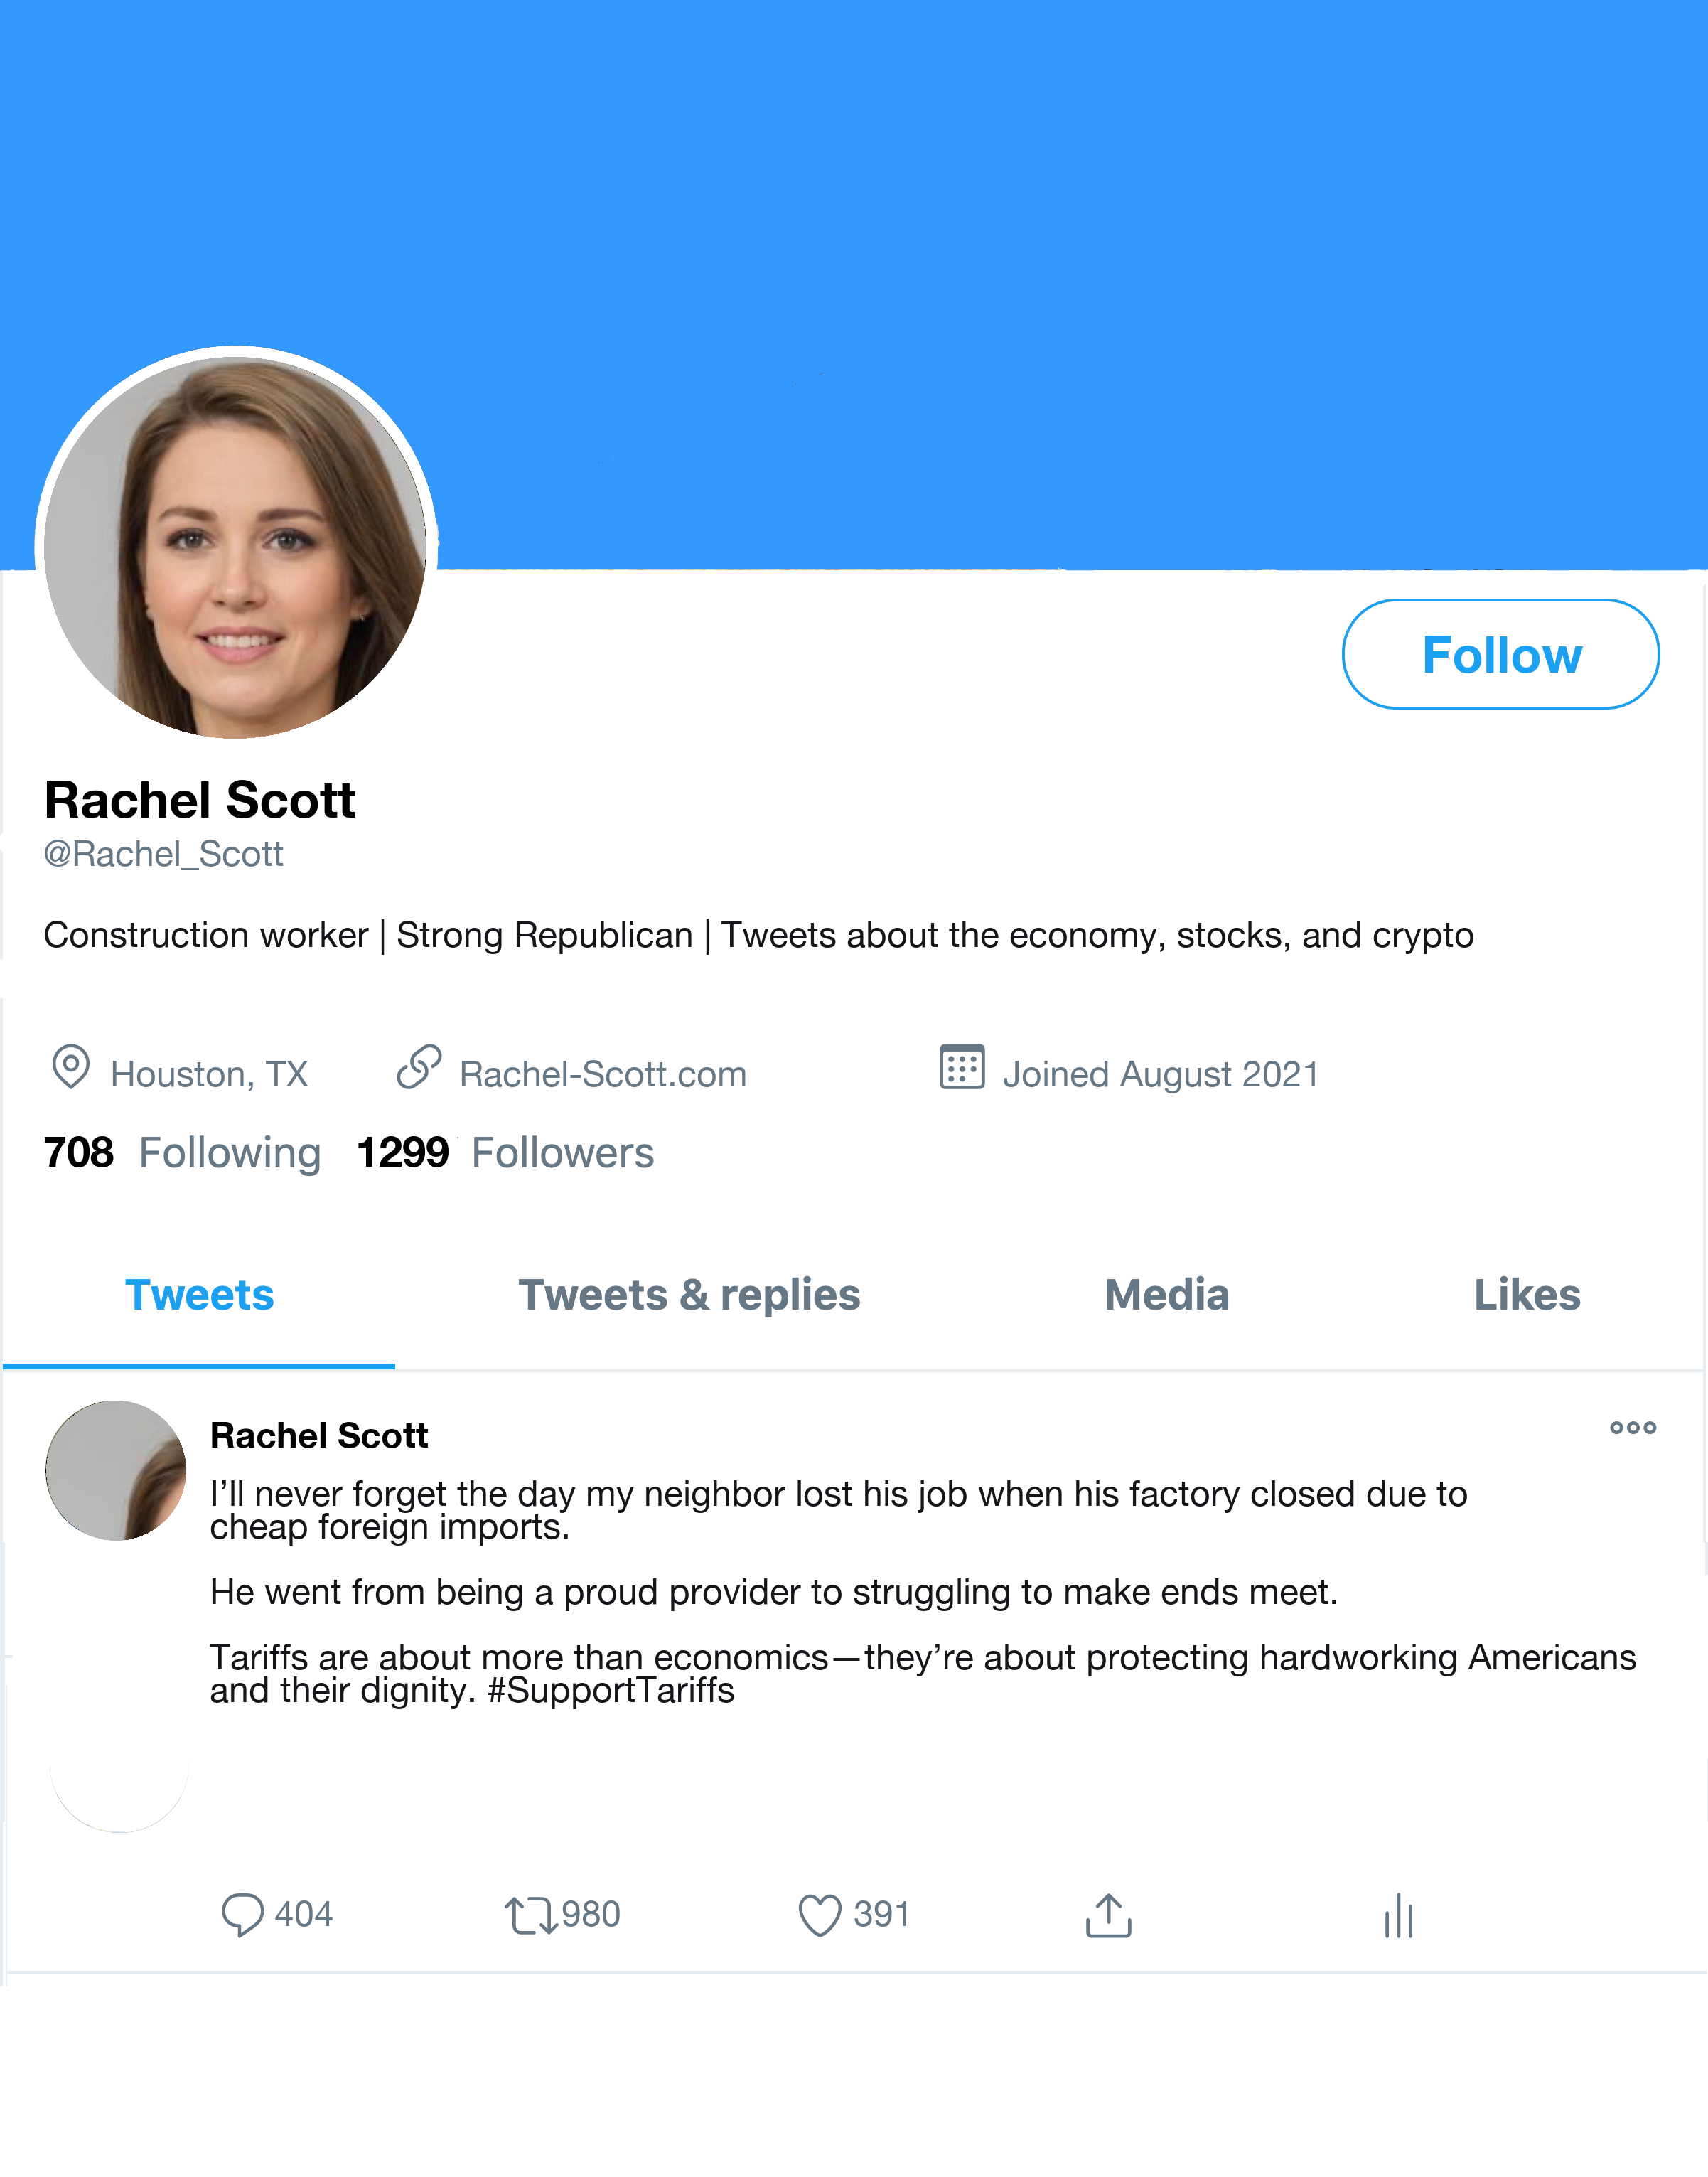 Follow
Rachel Scott
@Rachel_Scott
Construction worker | Strong Republican | Tweets about the economy, stocks, and crypto
Houston, TX Rachel-Scott.com Joined August 2021
708 Following 1299 Followers
Tweets Tweets & replies Media Likes
Rachel Scott
I’ll never forget the day my neighbor lost his job when his factory closed due to
cheap foreign imports.
He went from being a proud provider to struggling to make ends meet.
Tariffs are about more than economics—they’re about protecting hardworking Americans
and their dignity. #SupportTariffs
404 980 391